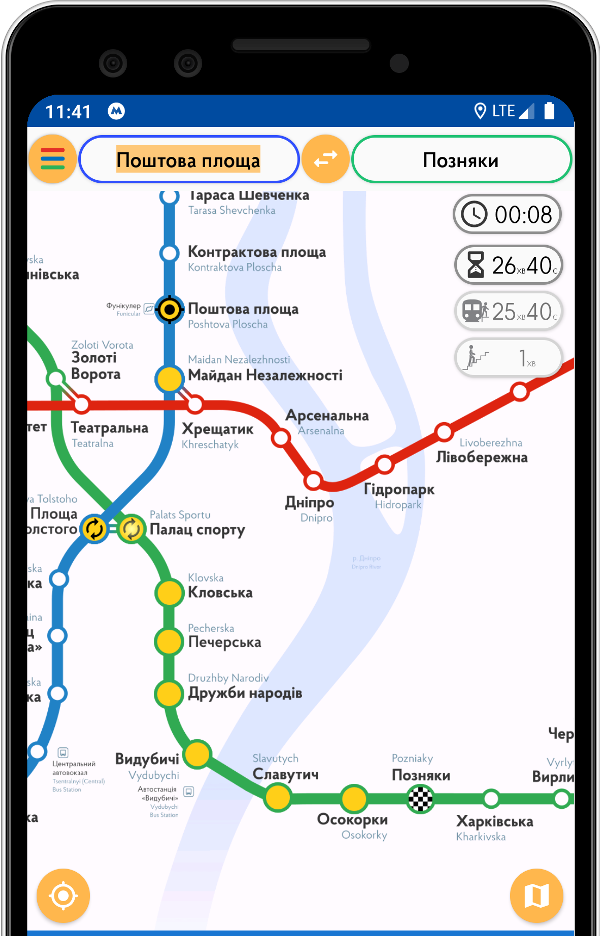 11:41
LTE
Поштова площа
Позняки
Тараса Шевченка
Tarasa Shevchenka
00:08
Контрактова площа
Kontraktova Ploscha
26хв40с
Фунікулер
Funicular
Поштова площа
Poshtova Ploscha
25хв40с
Zoloti Vorota
Золоті
Ворота
Maidan Nezalezhnosti
Майдан Незалежності
1хв
тет
Театральна
Teatralna
Хрещатик
Khreschatyk
Арсенальна
Arsenalna
Livoberezhna
Лівобережна
Гідропарк
Hidropark
Дніпро
Dnipro
va Tolstoho
Площа
олстого
Palats Sportu
Палац спорту
р. Дніпро
Dnipro River
Klovska
Кловська
Pecherska
Печерська
Druzhby Narodiv
Дружби народів
Видубичі
Vydubychi
Автостанція
«Видубичі»
Vydubych
Bus Station
Центральний
автовокзал
Tsentralnyi (Central)
Bus Station
Slavutych
Славутич
Осокорки
Osokorky
Pozniaky
Позняки
Харківська
Kharkivska
Чер
Vyrly
Вирли